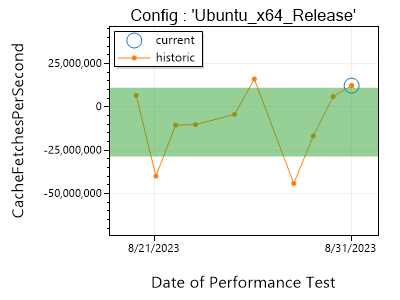 Config : 'Ubuntu_x64_Release'
current
historic
25,000,000
0
-25,000,000
-50,000,000
CacheFetchesPerSecond
8/21/2023
8/31/2023
Date of Performance Test